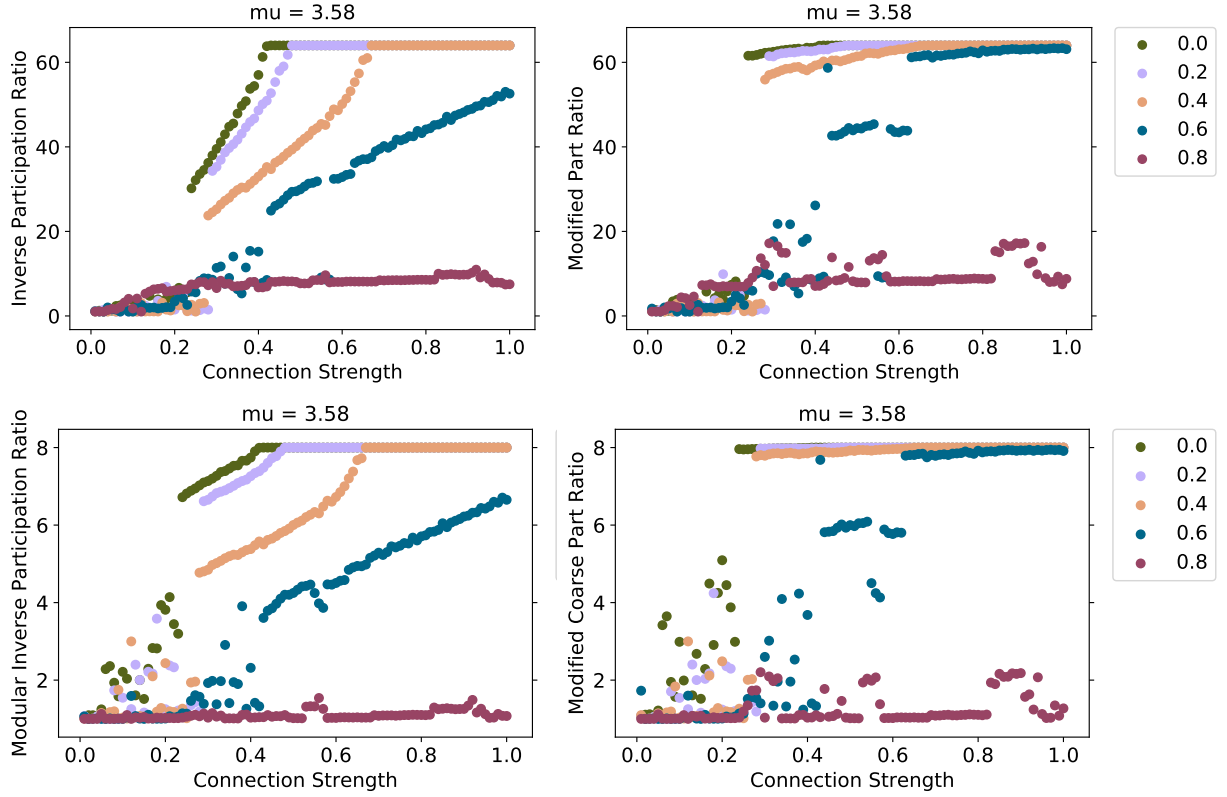 mu = 3.58
Inverse Participation Ratio
60
40
20
0
0.0 0.2 0.4 0.6 0.8 1.0
Connection Strength
mu = 3.58
Modified Part Ratio
60
40
20
0
0.0 0.2 0.4 0.6 0.8 1.0
Connection Strength
0.0
0.2
0.4
0.6
0.8
mu = 3.58
Modular Inverse Participation Ratio
8
6
4
2
0.0 0.2 0.4 0.6 0.8 1.0
Connection Strength
mu = 3.58
Modified Coarse Part Ratio
8
6
4
2
0.0 0.2 0.4 0.6 0.8 1.0
Connection Strength
0.0
0.2
0.4
0.6
0.8